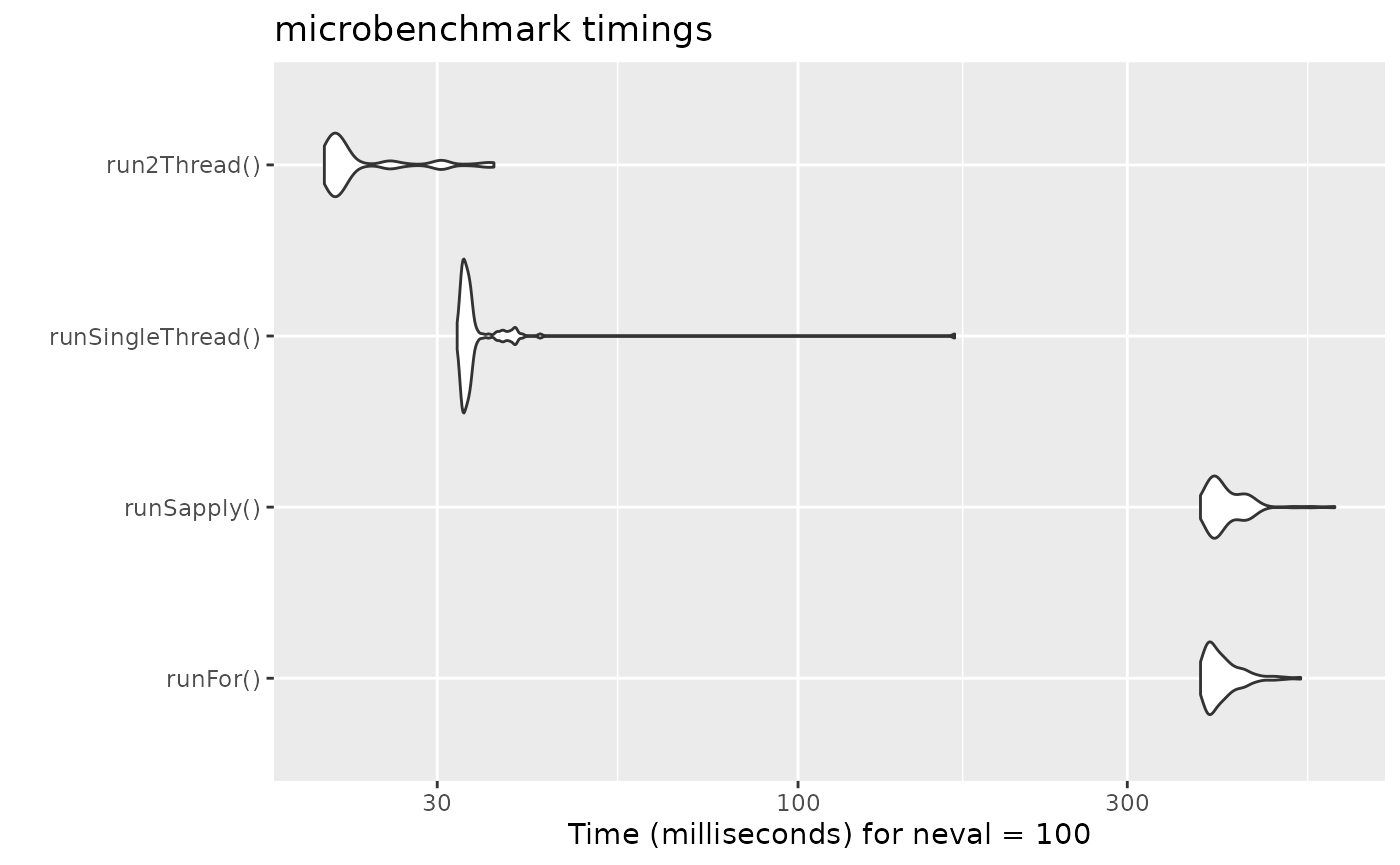 microbenchmark timings
run2Thread()
runSingleThread()
runSapply()
runFor()
30 100 300
Time (milliseconds) for neval = 100